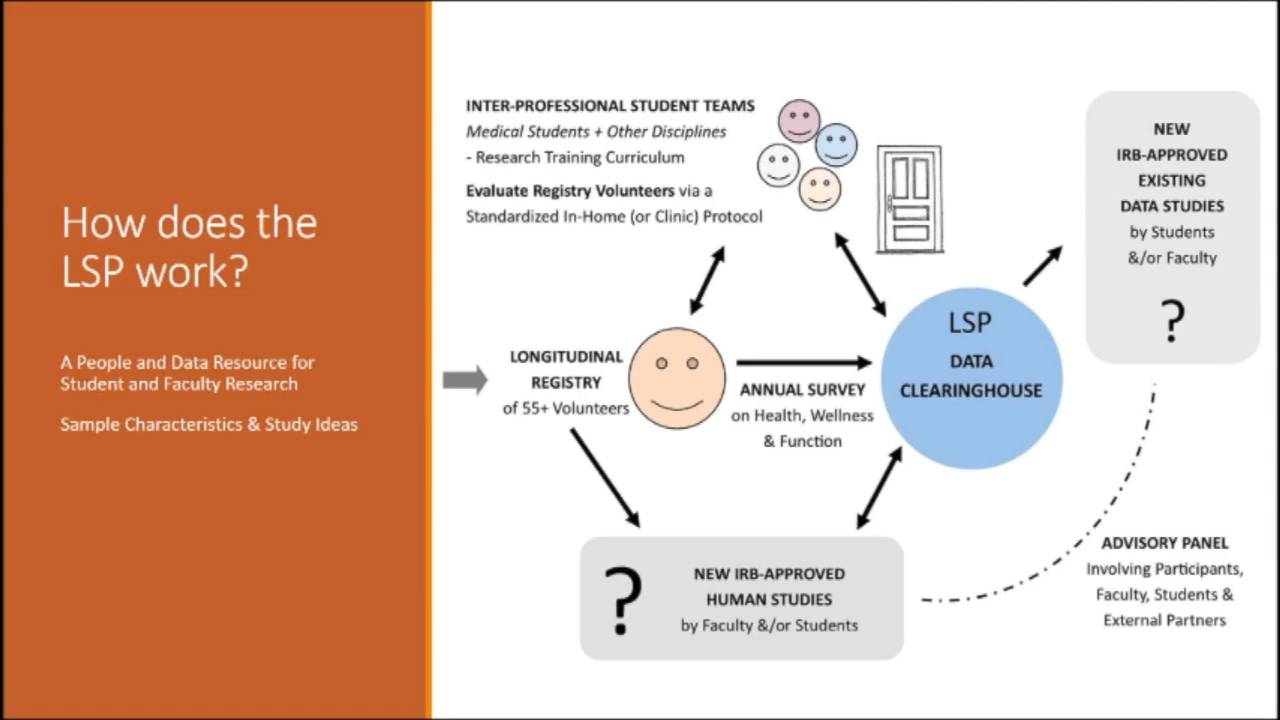 How does the
LSP work?
A People and Data Resource for
Student and Faculty Research
Sample Characteristics & Study Ideas
INTER-PROFESSIONAL STUDENT TEAMS
Medical Students + Other Disciplines
- Research Training Curriculum
Evaluate Registry Volunteers via a
Standardized In-Home (or Clinic) Protocol
LONGITUDINAL
REGISTRY
of 55+ Volunteers
ANNUAL SURVEY
on Health, Wellness
& Function
LSP
DATA
CLEARINGHOUSE
NEW
IRB-APPROVED
EXISTING
DATA STUDIES
by Students
&/or Faculty
?
?
NEW IRB-APPROVED
HUMAN STUDIES
by Faculty &/or Students
ADVISORY PANEL
Involving Participants,
Faculty, Students &
External Partners